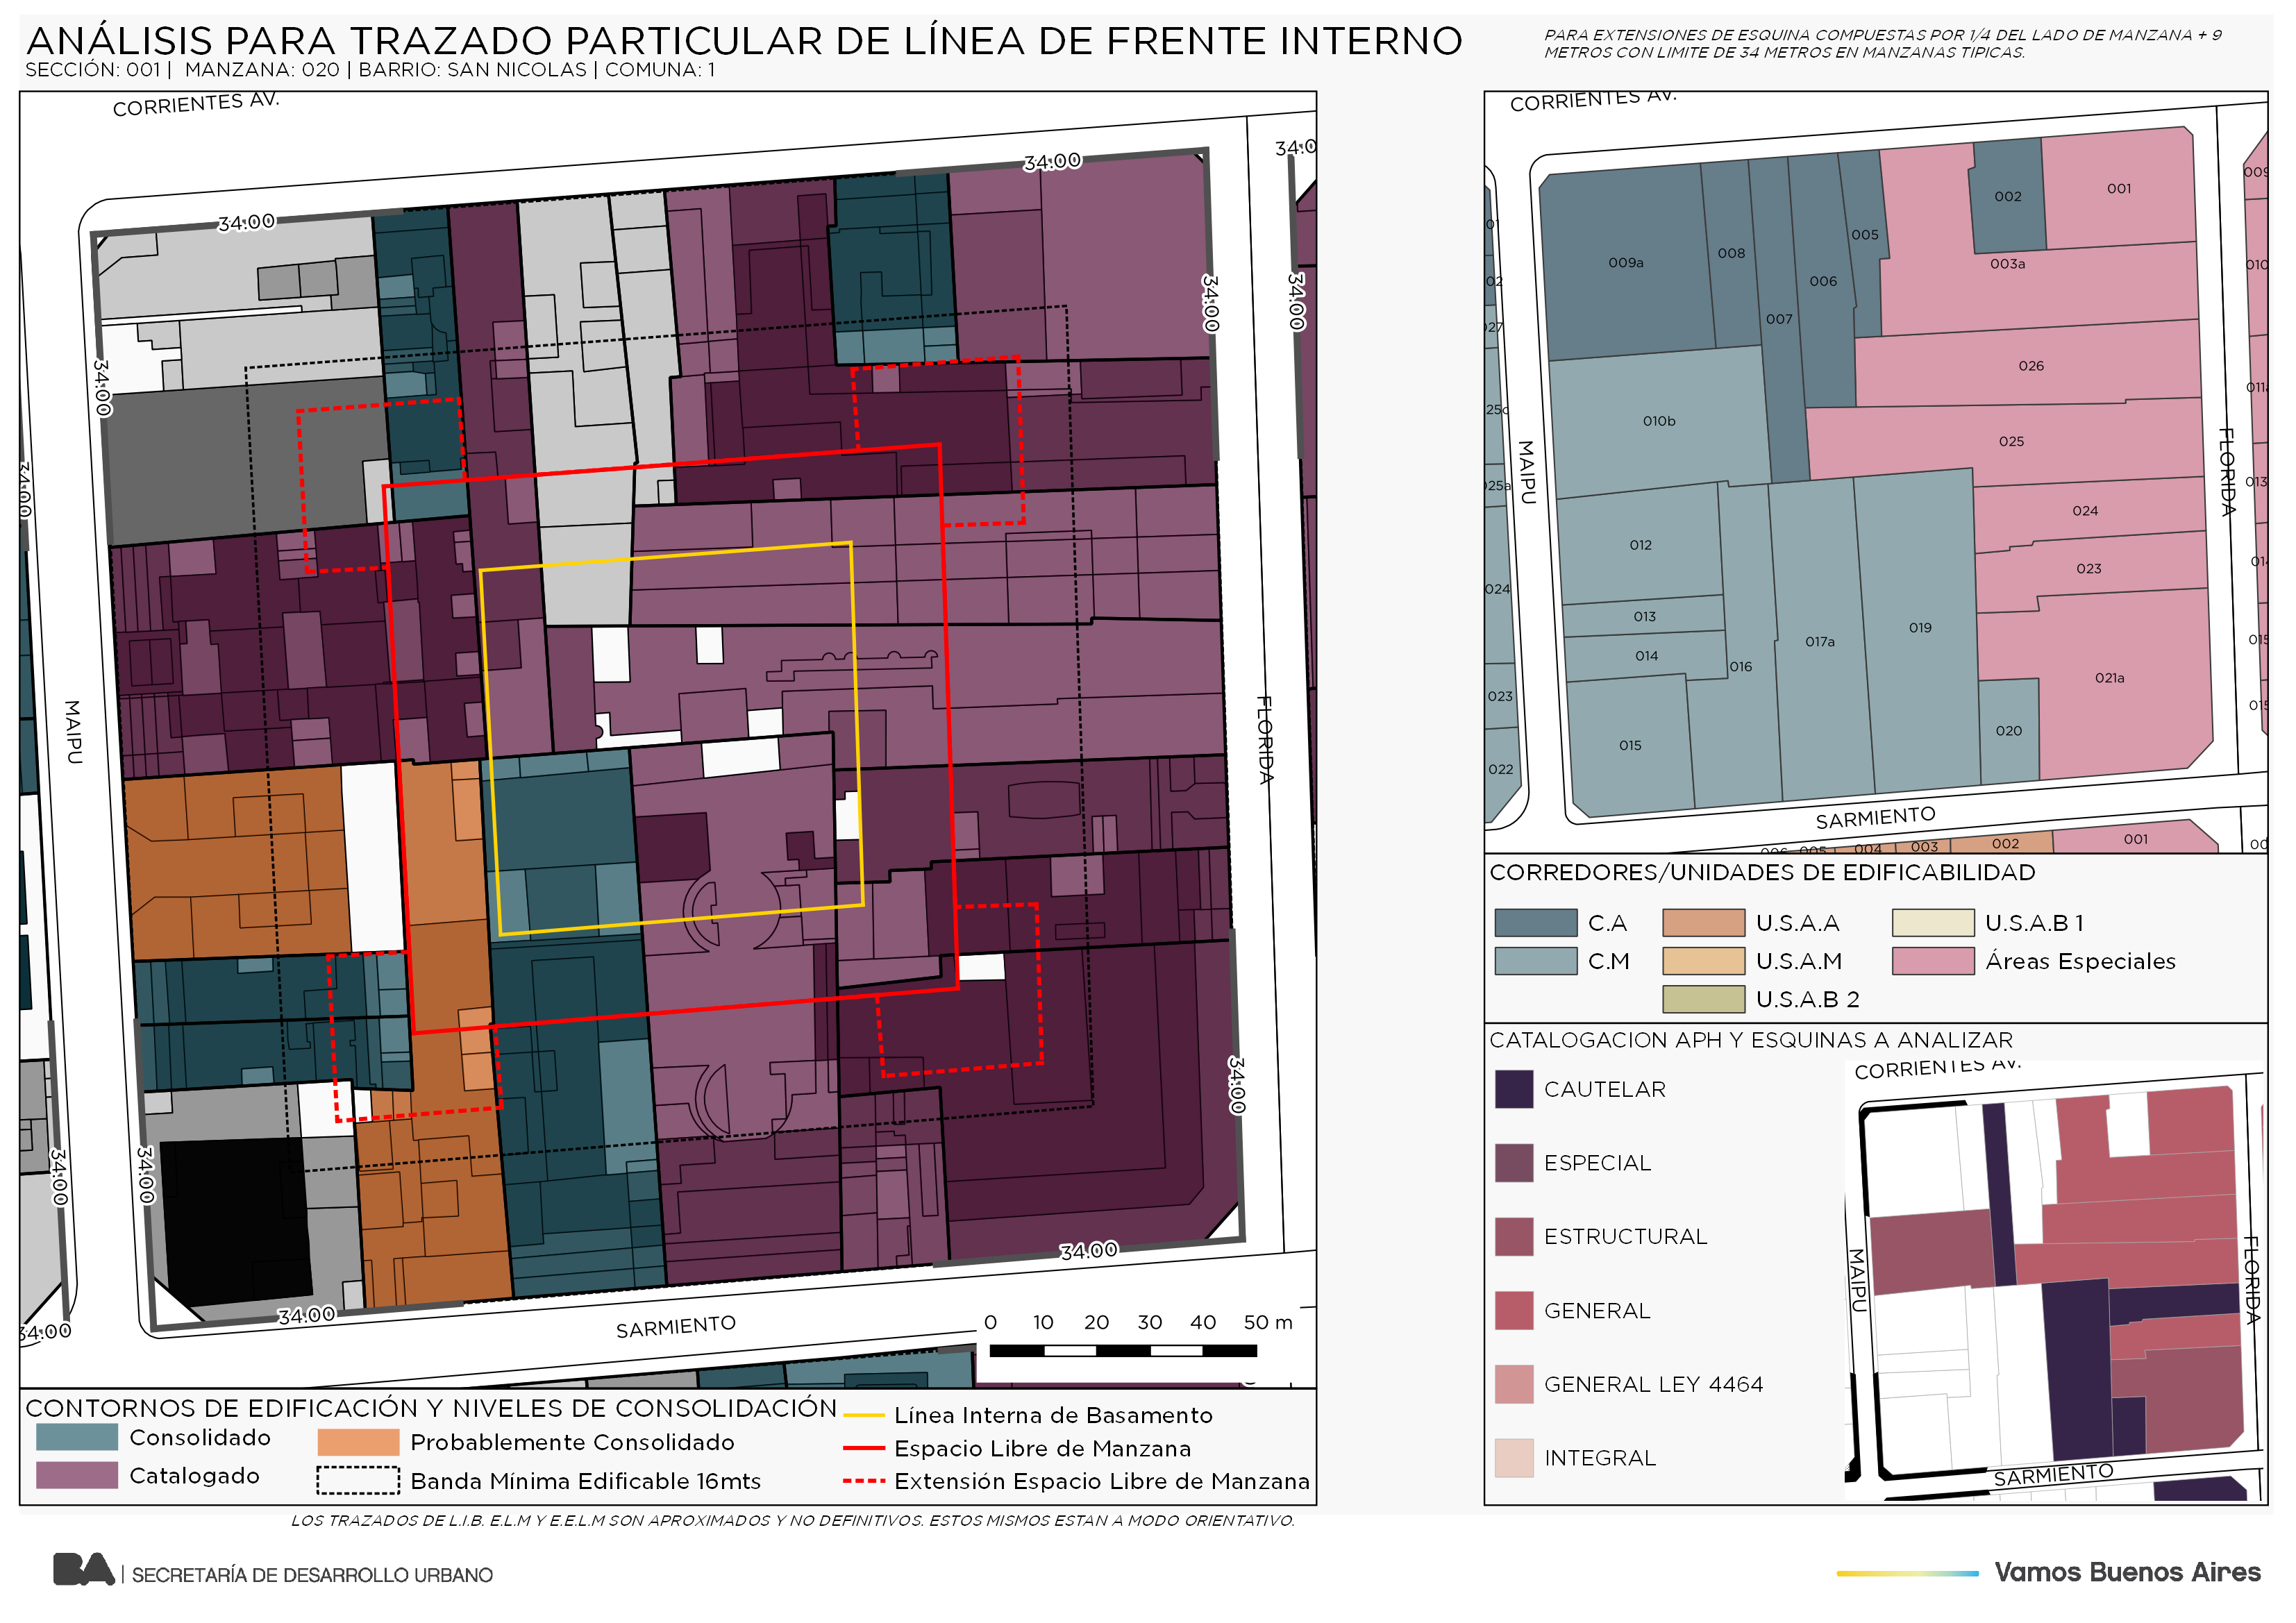 ANÁLISIS PARA TRAZADO PARTICULAR DE LÍNEA DE FRENTE INTERNO
SECCIÓN: 001 | MANZANA: 020 | BARRIO: SAN NICOLAS | COMUNA: 1
PARA EXTENSIONES DE ESQUINA COMPUESTAS POR 1/4 DEL LADO DE MANZANA + 9
METROS CON LIMITE DE 34 METROS EN MANZANAS TIPICAS.
CORRIENTES AV.
34:00
34:00
34:0
34:00
34:00
34:00
34:00
MAIPU
FLORIDA
34:00
34:00
34:00
34:00
34:00
34:00
SARMIENTO
0 10 20 30 40 50 m
CONTORNOS DE EDIFICACIÓN Y NIVELES DE CONSOLIDACIÓN
Consolidado
Catalogado
Probablemente Consolidado
Banda Mínima Edificable 16mts
Línea Interna de Basamento
Espacio Libre de Manzana
Extensión Espacio Libre de Manzana
CORRIENTES AV.
009a
008
007
006
005
002
001
003a
026
025
010b
012
013
014
015
016
017a
019
020
024
023
021a
010
013
024
023
022
MAIPU
FLORIDA
SARMIENTO
004
003
002
001
CORREDORES/UNIDADES DE EDIFICABILIDAD
C.A
C.M
U.S.A.A
U.S.A.M
U.S.A.B 2
U.S.A.B 1
Áreas Especiales
CATALOGACION APH Y ESQUINAS A ANALIZAR
CAUTELAR
ESPECIAL
ESTRUCTURAL
GENERAL
GENERAL LEY 4464
INTEGRAL
CORRIENTES AV.
MAIPU
FLORIDA
SARMIENTO
LOS TRAZADOS DE L.I.B. E.L.M Y E.E.L.M SON APROXIMADOS Y NO DEFINITIVOS. ESTOS MISMOS ESTAN A MODO ORIENTATIVO.
BA | SECRETARÍA DE DESARROLLO URBANO
Vamos Buenos Aires